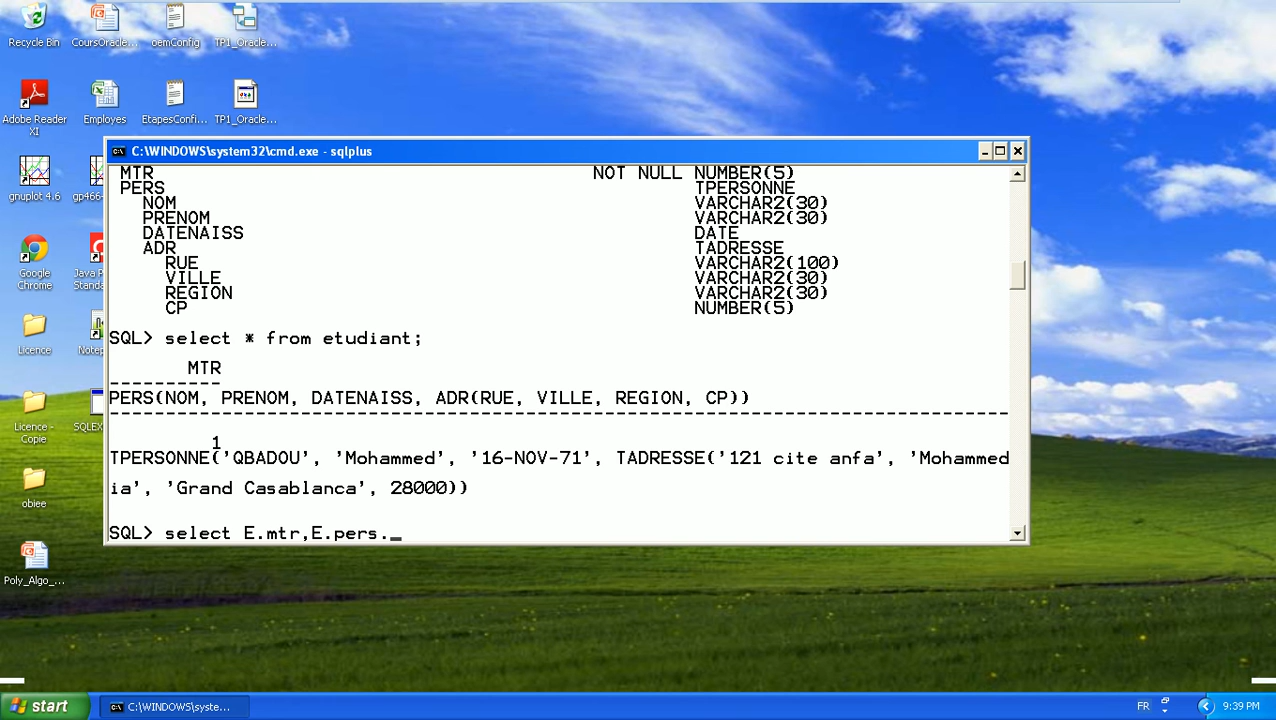 Recycle Bin
CoursOracle...
oemConfig
TP1_Oracle...
Adobe Reader
XI
Employes
EtapesConfi...
TP1_Oracle...
gnuplot 4.6
gp466-
Google
Chrome
Java P
Standa
Licence
Notep
Licence -
Copie
SQLEX
obiee
Poly_Algo_...
C:\WINDOWS\system32\cmd.exe - sqlplus
MTR NOT NULL NUMBER(5)
PERS TPERSONNE
NOM VARCHAR2(30)
PRENOM VARCHAR2(30)
DATENAISS DATE
ADR TADRESSE
RUE VARCHAR2(100)
VILLE VARCHAR2(30)
REGION VARCHAR2(30)
CP NUMBER(5)
SQL> select * from etudiant;
MTR
----------
PERS(NOM, PRENOM, DATENAISS, ADR(RUE, VILLE, REGION, CP))
--------------------------------------------------------------------------------
1
TPERSONNE('QBADOU', 'Mohammed', '16-NOV-71', TADRESSE('121 cite anfa', 'Mohammed
ia', 'Grand Casablanca', 28000))
SQL> select E.mtr,E.pers._
start
C:\WINDOWS\syste...
FR
9:39 PM